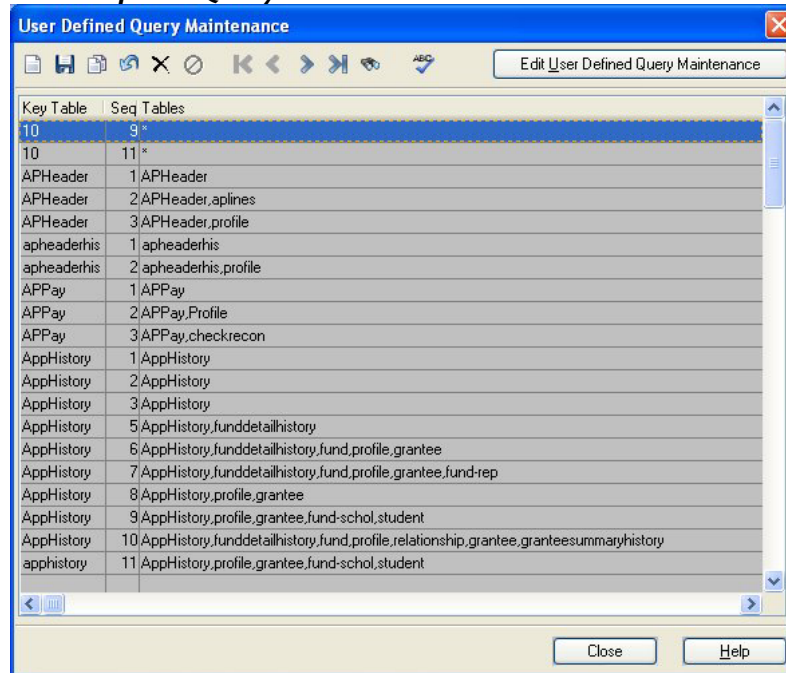 User Defined Query Maintenance
ABC Edit User Defined Query Maintenance
Key Table Seq Tables
10 9 *
10 11 *
APHeader 1 APHeader
APHeader 2 APHeader,aplines
APHeader 3 APHeader,profile
apheaderhis 1 apheaderhis
apheaderhis 2 apheaderhis,profile
APPay 1 APPay
APPay 2 APPay,Profile
APPay 3 APPay,checkrecon
AppHistory 1 AppHistory
AppHistory 2 AppHistory
AppHistory 3 AppHistory
AppHistory 5 AppHistory,funddetailhistory
AppHistory 6 AppHistory,funddetailhistory,fund,profile,grantee
AppHistory 7 AppHistory,funddetailhistory,fund,profile,grantee,fund-rep
AppHistory 8 AppHistory,profile,grantee
AppHistory 9 AppHistory,profile,grantee,fund-schol,student
AppHistory 10 AppHistory,funddetailhistory,fund,profile,relationship,grantee,granteesummaryhistory
apphistory 11 AppHistory,profile,grantee,fund-schol,student
Close Help